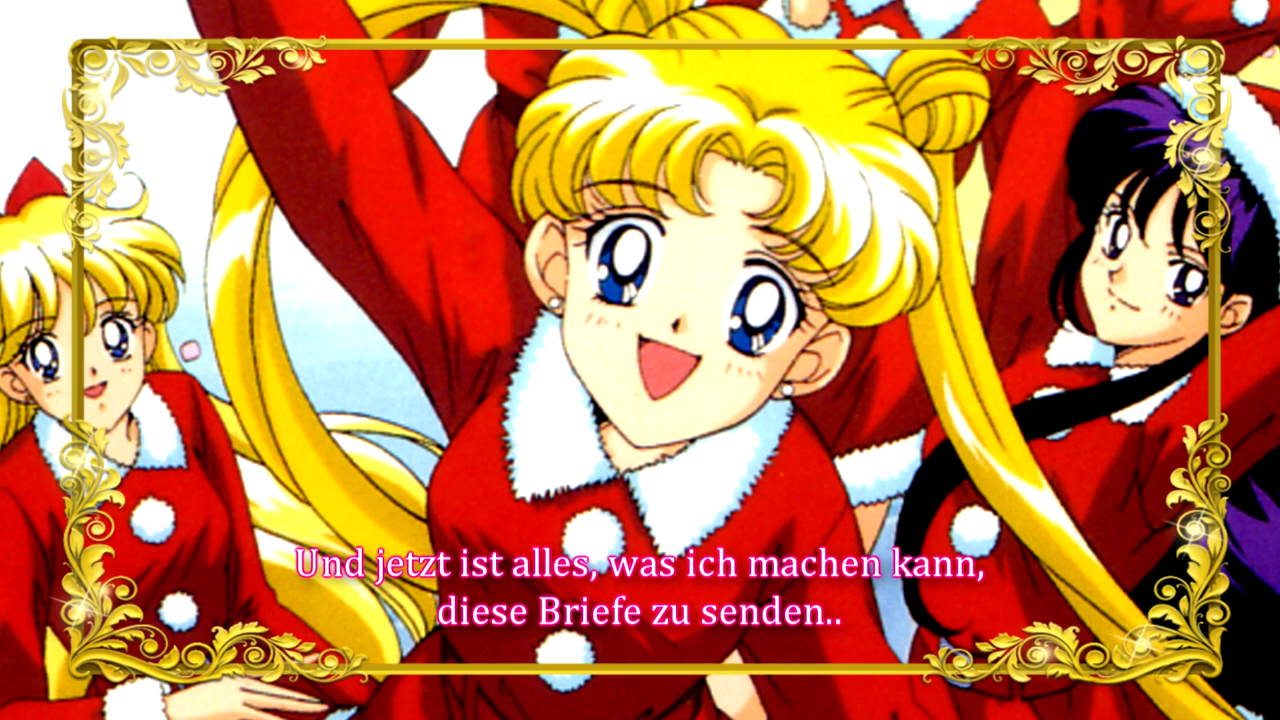 Und jetzt ist alles, was ich machen kann,
diese Briefe zu senden..